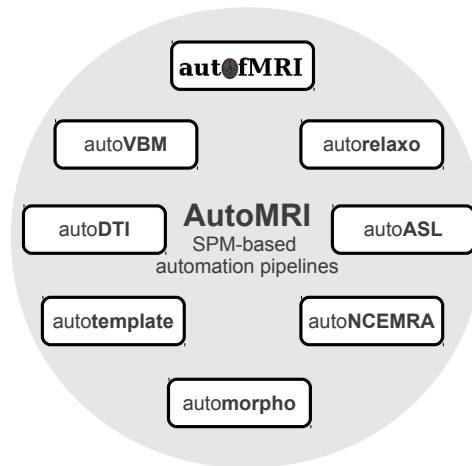 autofMRI
autoVBM
autorelaxo
AutoMRI
SPM-based
automation pipelines
autoDTI
autoASL
autotemplate
autoNCEMRA
automorpho